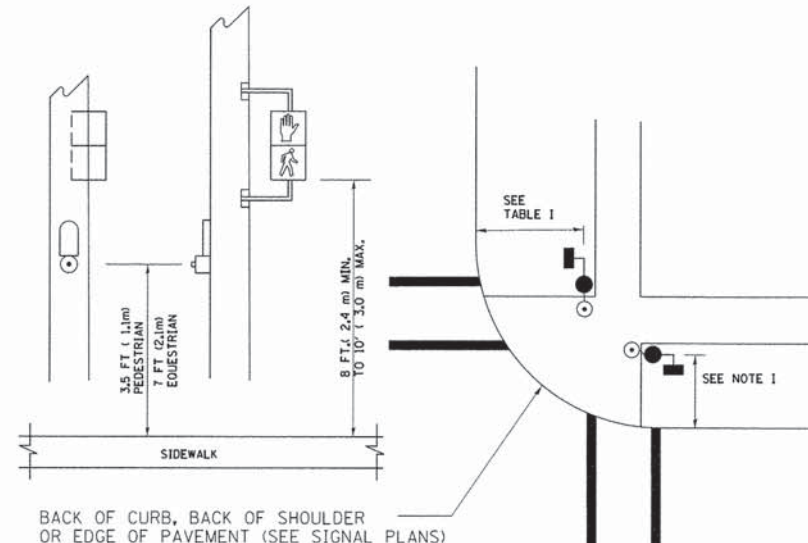 SEE
TABLE I
3.5 FT ( 1.1m)
PEDESTRIAN
7 FT (2.1m)
EQUESTRIAN
8 FT.( 2.4 m) MIN.
TO 10' ( 3.0 m) MAX.
SEE NOTE I
SIDEWALK
BACK OF CURB, BACK OF SHOULDER
OR EDGE OF PAVEMENT (SEE SIGNAL PLANS)